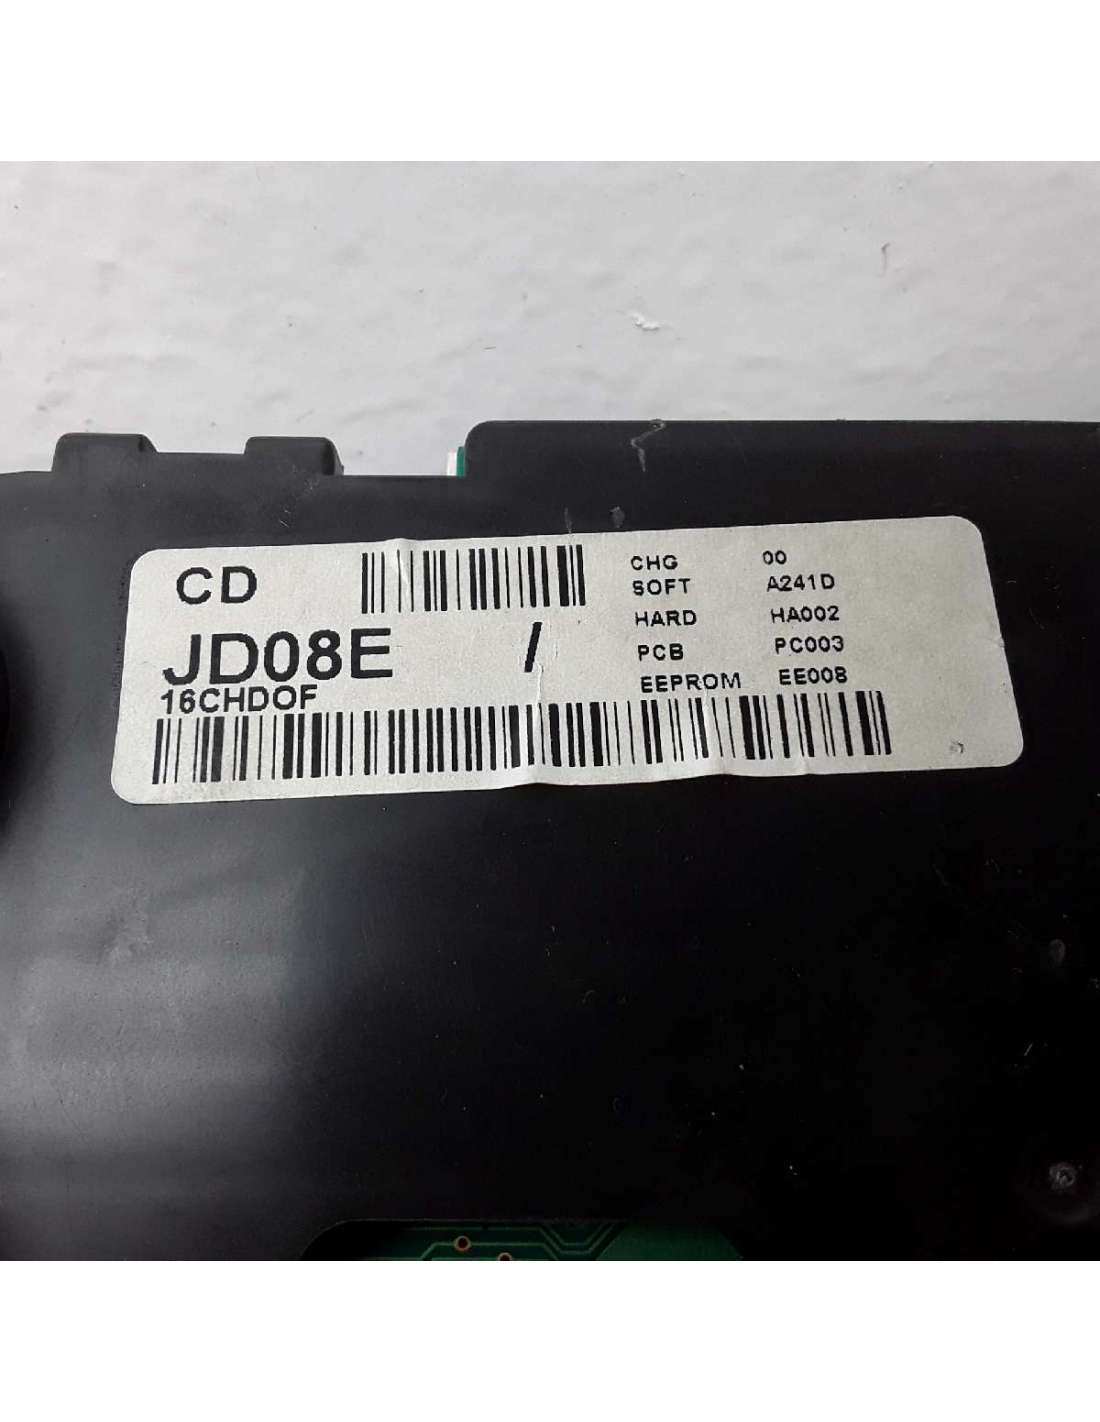 CD
JD08E /
16CHDOF
CHG 00
SOFT A241D
HARD HA002
PCB PC003
EEPROM EE008